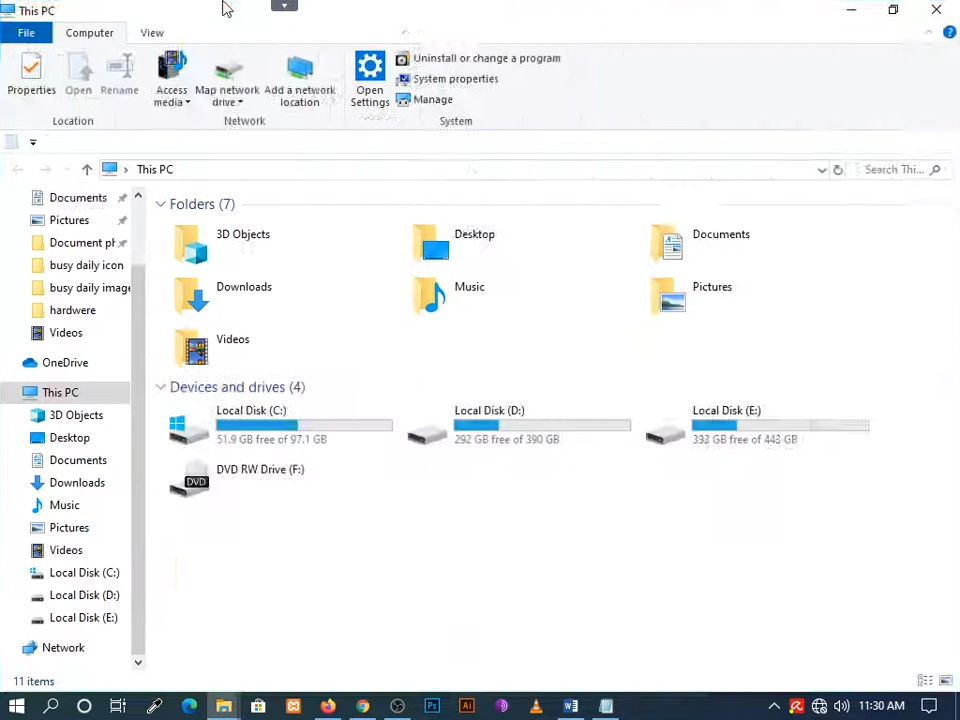 This PC
File Computer View
Properties Open Rename Access media Map network drive Add a network location Open Settings Uninstall or change a program
System properties
Manage
Location Network System
This PC Search Thi...
Documents
Pictures
Document ph
busy daily icon
busy daily image
hardwere
Videos
OneDrive
This PC
3D Objects
Desktop
Documents
Downloads
Music
Pictures
Videos
Local Disk (C:)
Local Disk (D:)
Local Disk (E:)
Network
Folders (7)
3D Objects Desktop Documents
Downloads Music Pictures
Videos
Devices and drives (4)
Local Disk (C:) Local Disk (D:) Local Disk (E:)
51.9 GB free of 97.1 GB 292 GB free of 390 GB 333 GB free of 443 GB
DVD RW Drive (F:)
DVD
11 items
Ps Ai W 11:30 AM